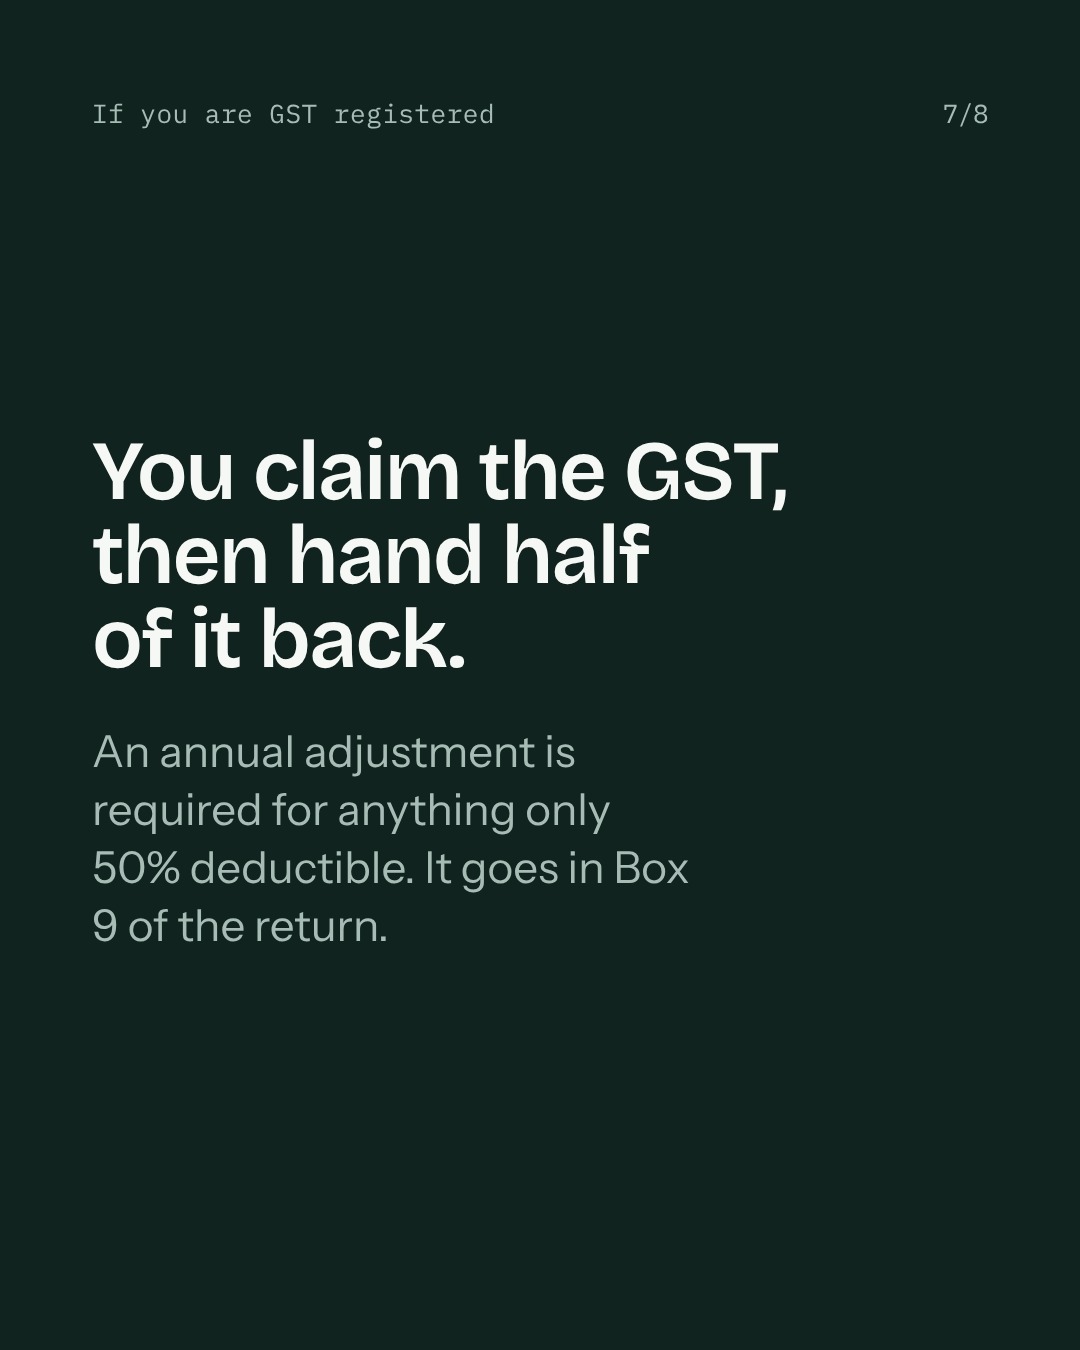 If you are GST registered
7/8
You claim the GST,
then hand half
of it back.
An annual adjustment is
required for anything only
50% deductible. It goes in Box
9 of the return.